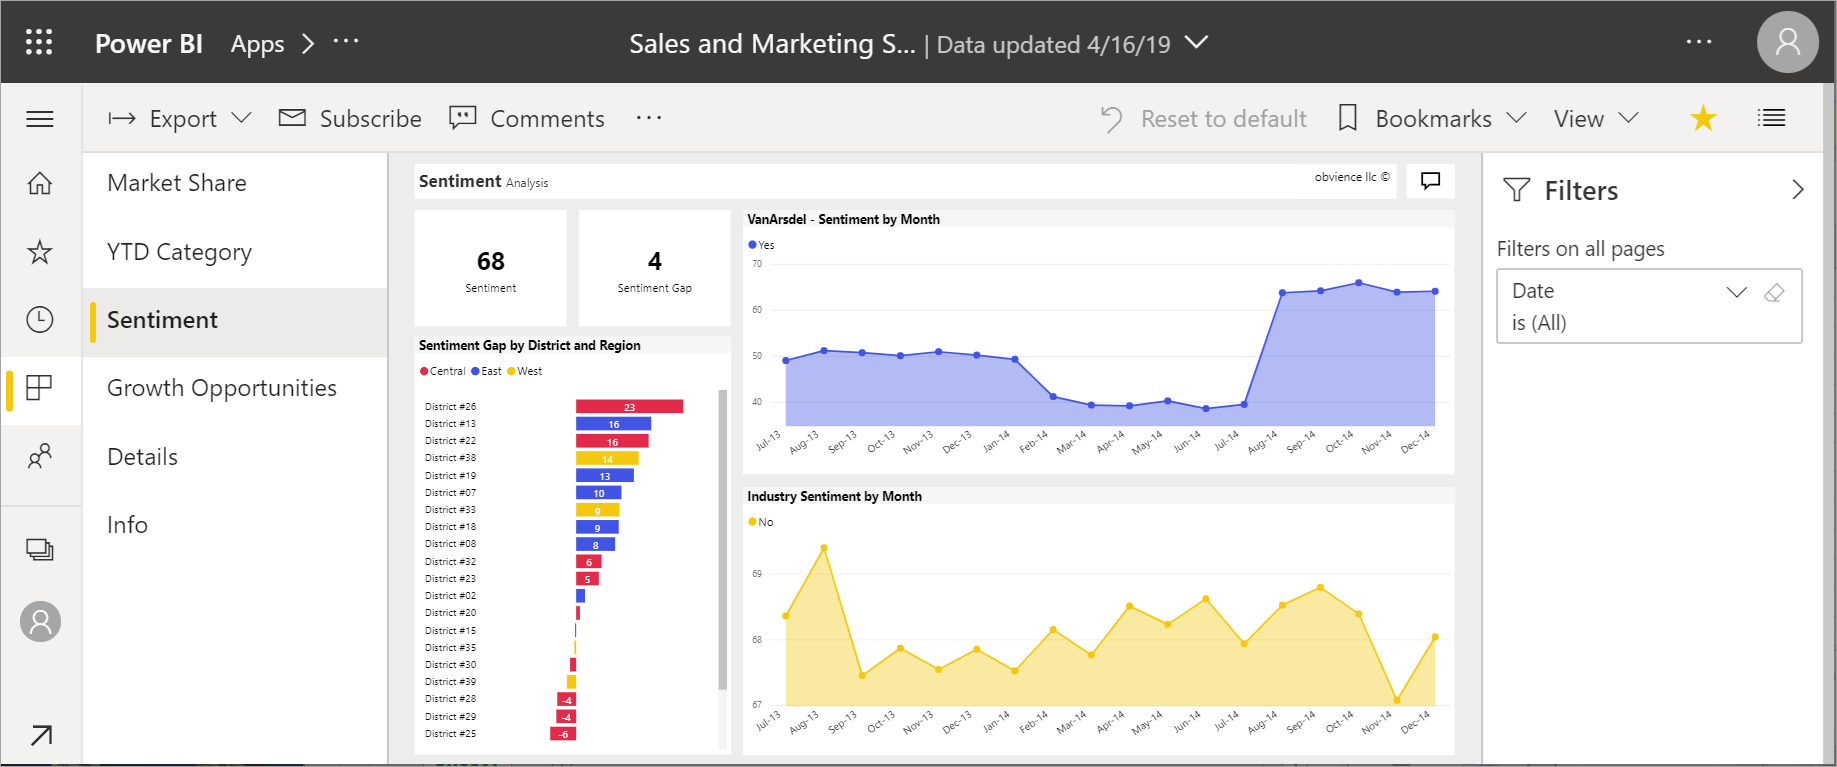 Power BI Apps ...
Sales and Marketing S... | Data updated 4/16/19
...
Export Subscribe Comments ...
Reset to default Bookmarks View
Market Share
YTD Category
Sentiment
Growth Opportunities
Details
Info
Sentiment Analysis
obvience llc ©
68
Sentiment
4
Sentiment Gap
Sentiment Gap by District and Region
Central East West
District #26 23
District #13 16
District #22 16
District #38 14
District #19 13
District #07 10
District #33 9
District #18 9
District #08 8
District #32 6
District #23 5
District #02
District #20
District #15
District #35
District #30
District #39
District #28 -4
District #29 -4
District #25 -6
VanArsdel - Sentiment by Month
Yes
70
60
50
40
Jul-13 Aug-13 Sep-13 Oct-13 Nov-13 Dec-13 Jan-14 Feb-14 Mar-14 Apr-14 May-14 Jun-14 Jul-14 Aug-14 Sep-14 Oct-14 Nov-14 Dec-14
Industry Sentiment by Month
No
69
68
67
Jul-13 Aug-13 Sep-13 Oct-13 Nov-13 Dec-13 Jan-14 Feb-14 Mar-14 Apr-14 May-14 Jun-14 Jul-14 Aug-14 Sep-14 Oct-14 Nov-14 Dec-14
Filters
Filters on all pages
Date
is (All)